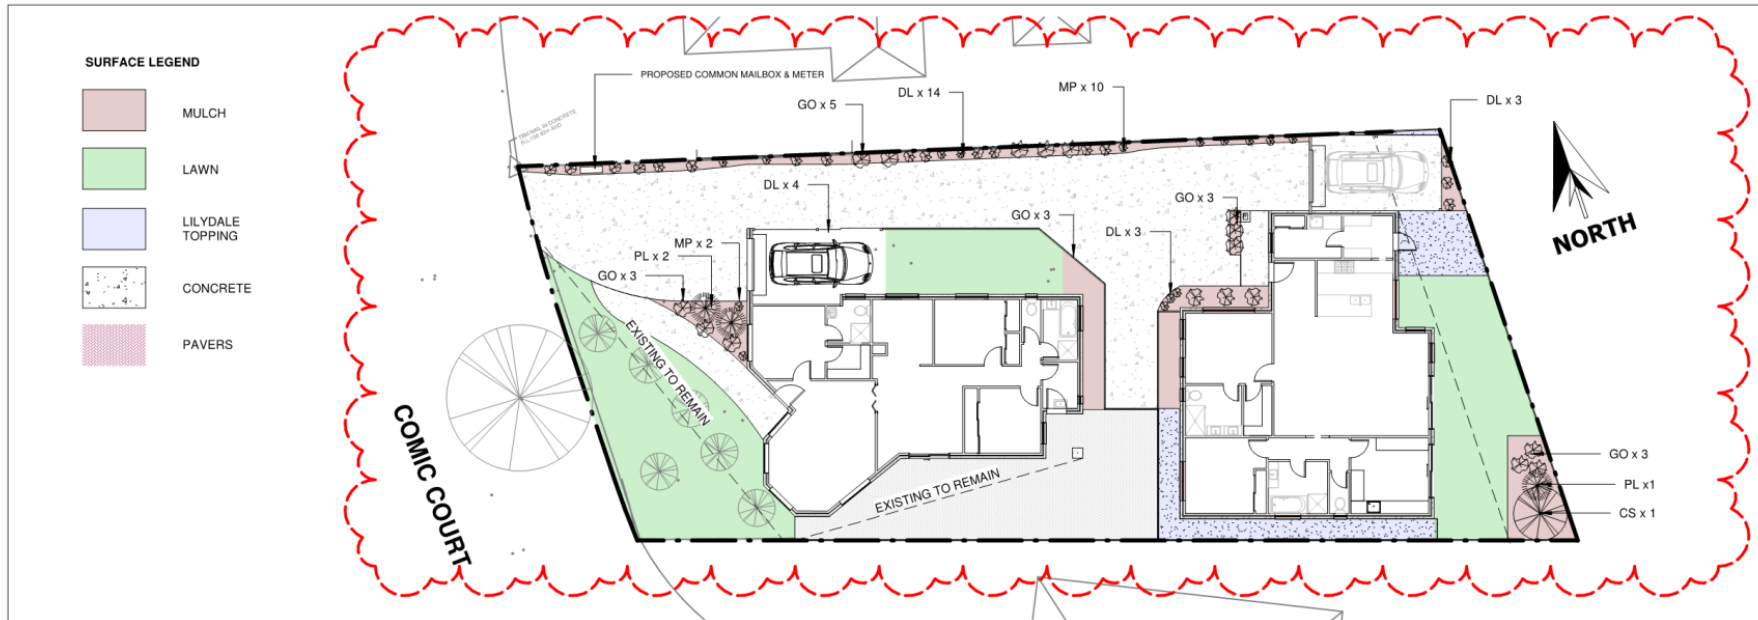 SURFACE LEGEND
MULCH
LAWN
LILYDALE
TOPPING
CONCRETE
PAVERS
PROPOSED COMMON MAILBOX & METER
GO x 5
DL x 14
MP x 10
DL x 3
DL x 4
GO x 3
GO x 3
DL x 3
MP x 2
PL x 2
GO x 3
EXISTING TO REMAIN
EXISTING TO REMAIN
COMIC COURT
NORTH
GO x 3
PL x1
CS x 1